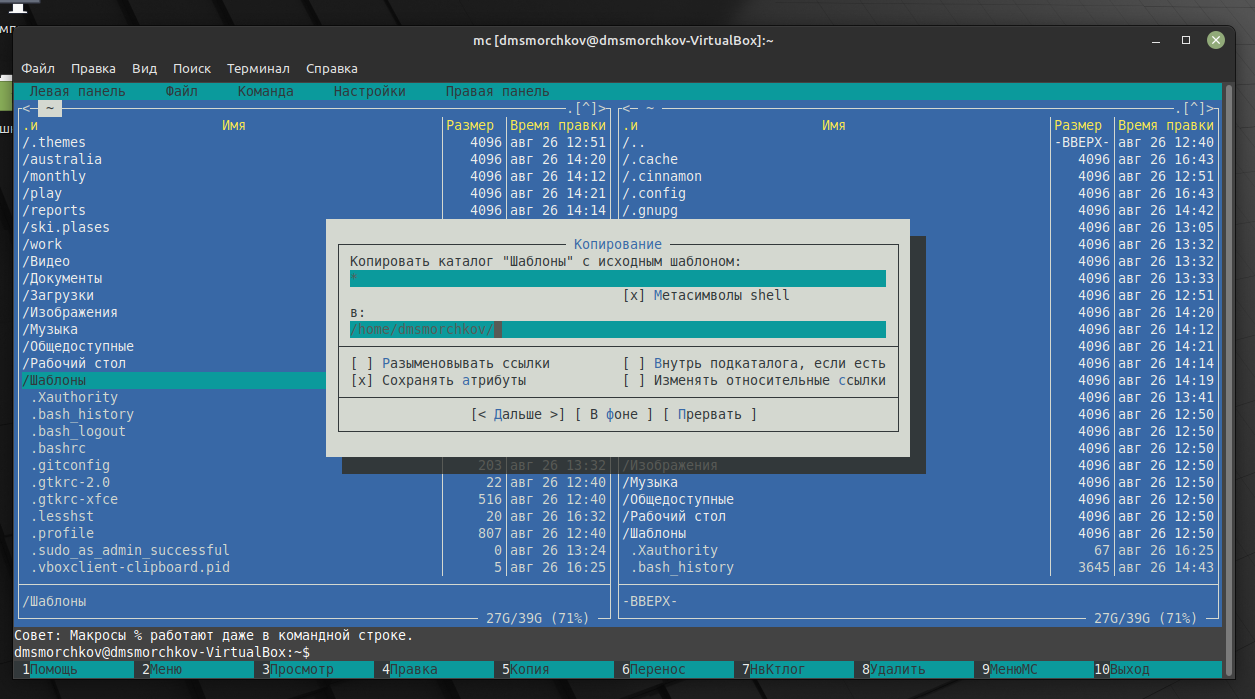 мп
ши
mc [dmsmorchkov@dmsmorchkov-VirtualBox]:~
Файл Правка Вид Поиск Терминал Справка
Левая панель Файл Команда Настройки Правая панель
<— ~ .[^]> <— ~ .[^]>
.и Имя Размер Время правки .и Имя Размер Время правки
/.themes 4096 авг 26 12:51 /.. -ВВЕРХ- авг 26 12:40
/australia 4096 авг 26 14:20 /.cache 4096 авг 26 16:43
/monthly 4096 авг 26 14:12 /.cinnamon 4096 авг 26 12:51
/play 4096 авг 26 14:21 /.config 4096 авг 26 16:43
/reports 4096 авг 26 14:14 /.gnupg 4096 авг 26 14:42
/ski.plases 4096 авг 26 13:05
/work Копирование 4096 авг 26 13:32
/Видео Копировать каталог "Шаблоны" с исходным шаблоном: 4096 авг 26 13:32
/Документы * 4096 авг 26 13:33
/Загрузки [x] Метасимволы shell 4096 авг 26 12:51
/Изображения в: 4096 авг 26 14:20
/Музыка /home/dmsmorchkov/ 4096 авг 26 14:12
/Общедоступные 4096 авг 26 14:21
/Рабочий стол [ ] Разыменовывать ссылки [ ] Внутрь подкаталога, если есть 4096 авг 26 14:14
/Шаблоны [x] Сохранять атрибуты [ ] Изменять относительные ссылки 4096 авг 26 14:19
.Xauthority 4096 авг 26 13:41
.bash_history [< Дальше >] [ В фоне ] [ Прервать ] 4096 авг 26 12:50
.bash_logout 4096 авг 26 12:50
.bashrc 4096 авг 26 12:50
.gitconfig 203 авг 26 13:32 /Изображения 4096 авг 26 12:50
.gtkrc-2.0 22 авг 26 12:40 /Музыка 4096 авг 26 12:50
.gtkrc-xfce 516 авг 26 12:40 /Общедоступные 4096 авг 26 12:50
.lesshst 20 авг 26 16:32 /Рабочий стол 4096 авг 26 12:50
.profile 807 авг 26 12:40 /Шаблоны 4096 авг 26 12:50
.sudo_as_admin_successful 0 авг 26 13:24 .Xauthority 67 авг 26 16:25
.vboxclient-clipboard.pid 5 авг 26 16:25 .bash_history 3645 авг 26 14:43
/Шаблоны -ВВЕРХ-
27G/39G (71%) 27G/39G (71%)
Совет: Макросы % работают даже в командной строке.
dmsmorchkov@dmsmorchkov-VirtualBox:~$
1Помощь 2Меню 3Просмотр 4Правка 5Копия 6Перенос 7НвКтлог 8Удалить 9МенюMC 10Выход